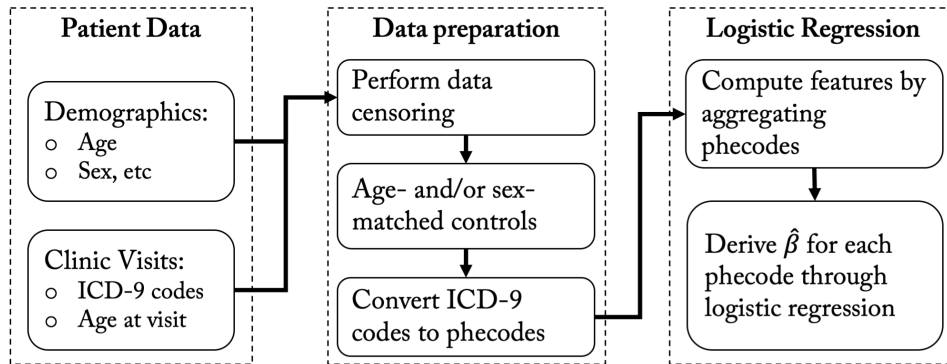 Patient Data
Demographics:
○ Age
○ Sex, etc
Clinic Visits:
○ ICD-9 codes
○ Age at visit
Data preparation
Perform data
censoring
Age- and/or sex-
matched controls
Convert ICD-9
codes to phecodes
Logistic Regression
Compute features by
aggregating
phecodes
Derive β̂ for each
phecode through
logistic regression